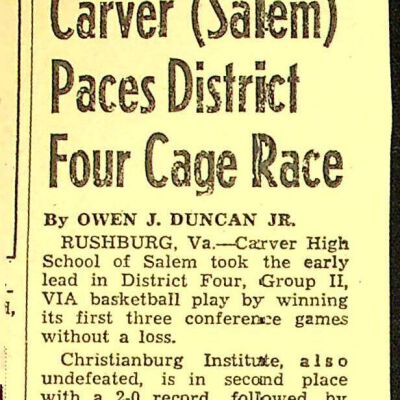 Carver (Salem)
Paces District
Four Cage Race
By OWEN J. DUNCAN JR.
RUSHBURG, Va.—Carver High
School of Salem took the early
lead in District Four, Group II,
VIA basketball play by winning
its first three conference games
without a loss.
Christianburg Institute, also
undefeated, is in second place
with a 2-0 record, followed by